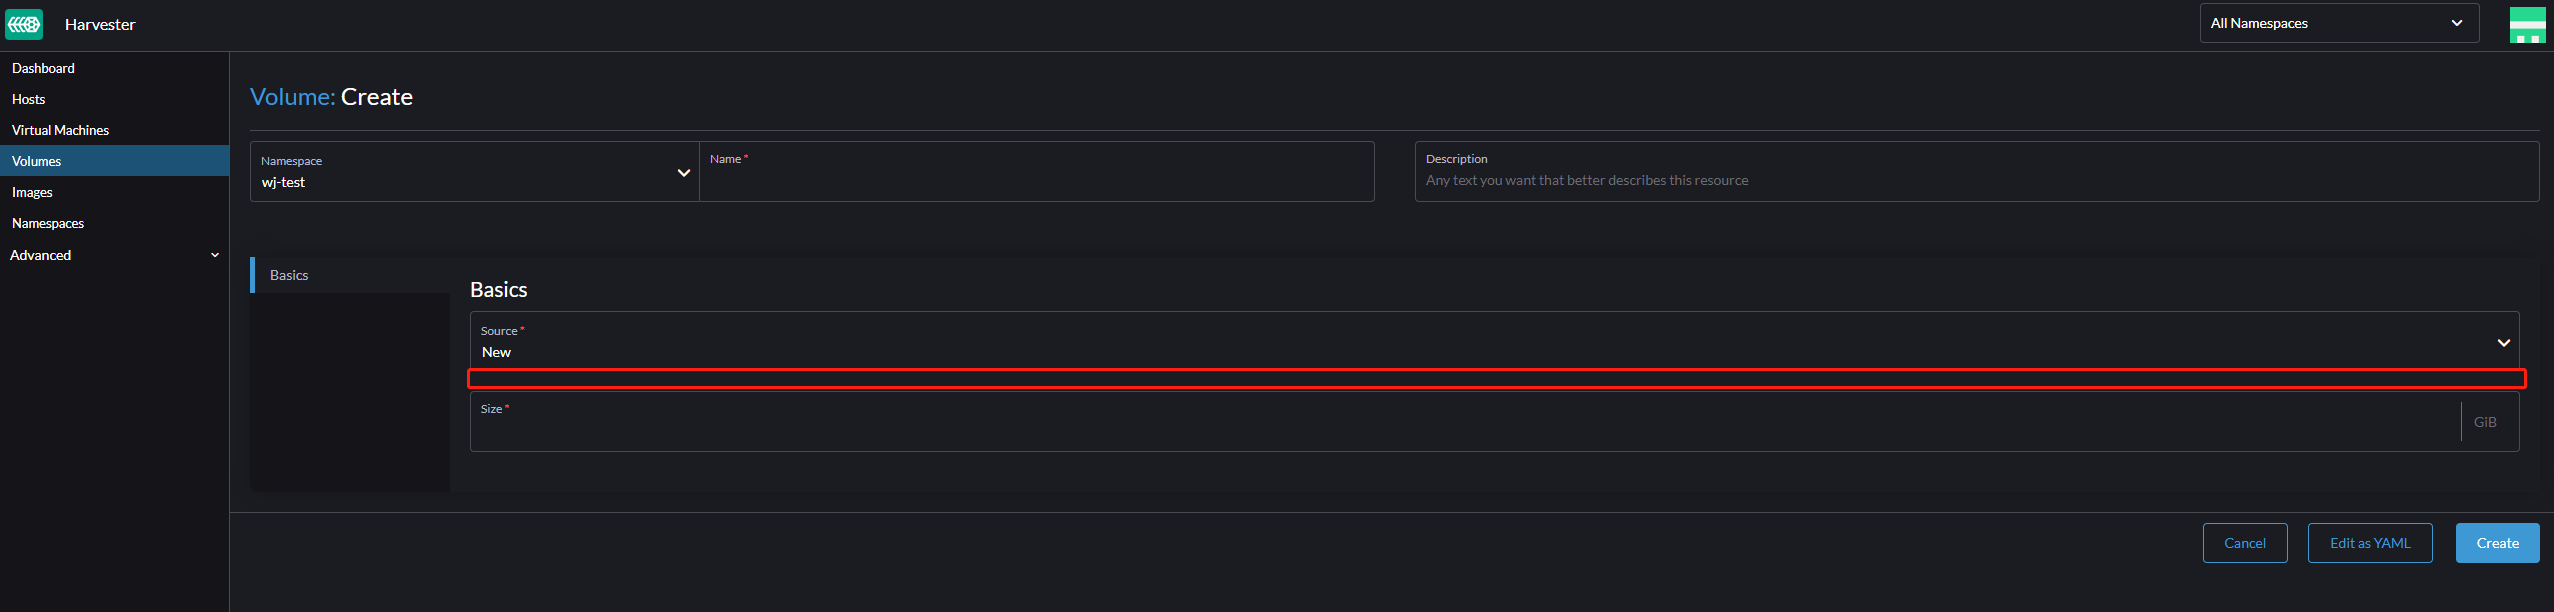 Harvester
All Namespaces
Dashboard
Hosts
Virtual Machines
Volumes
Images
Namespaces
Advanced
Volume: Create
Namespace
wj-test
Name *
Description
Any text you want that better describes this resource
Basics
Basics
Source *
New
Size *
GiB
Cancel
Edit as YAML
Create